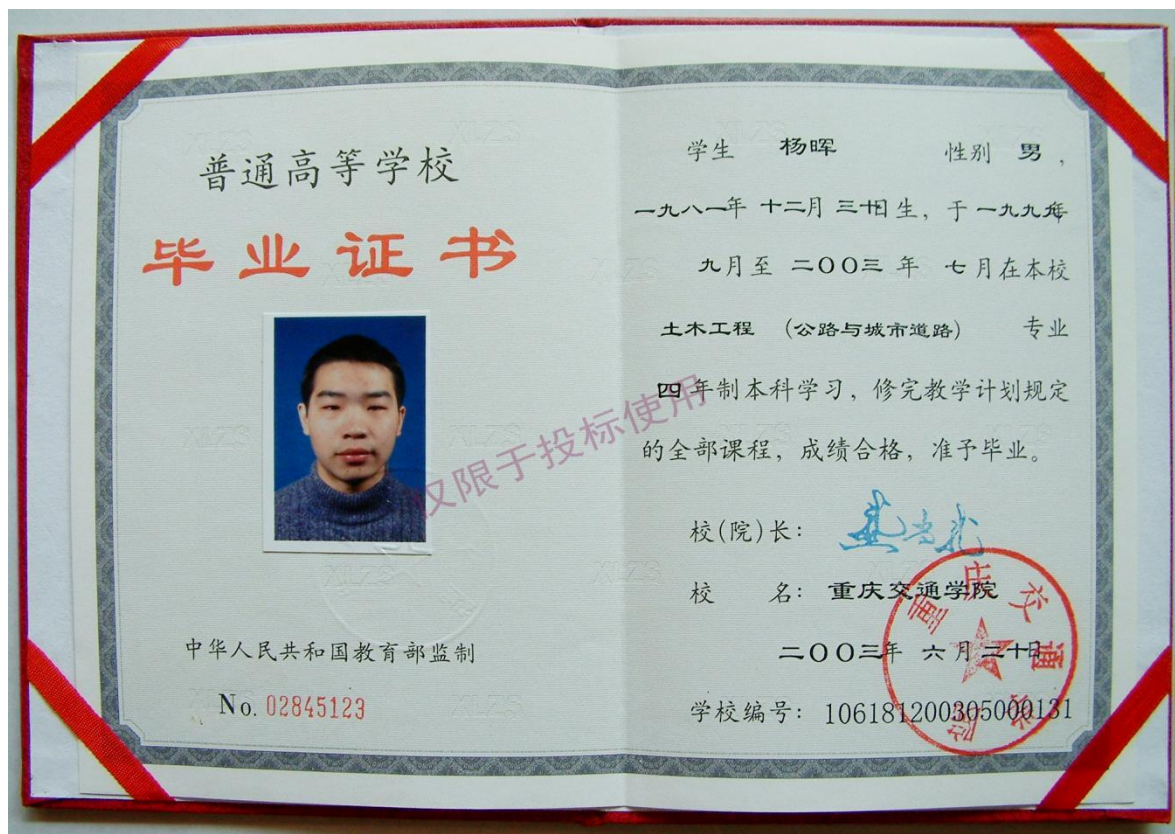 普通高等学校
毕业证书
中华人民共和国教育部监制
No. 02845123
学生 杨晖 性别 男，
一九八一年 十二月 三十日生，于一九九九年
九月至 二〇〇三 年 七月在本校
土木工程 （公路与城市道路） 专业
四年制本科学习，修完教学计划规定
的全部课程，成绩合格，准予毕业。
校(院)长：
校 名：重庆交通学院
二〇〇三年 六月二十日
学校编号：106181200305000131
重庆交通学院
仅限于投标使用
XLZS